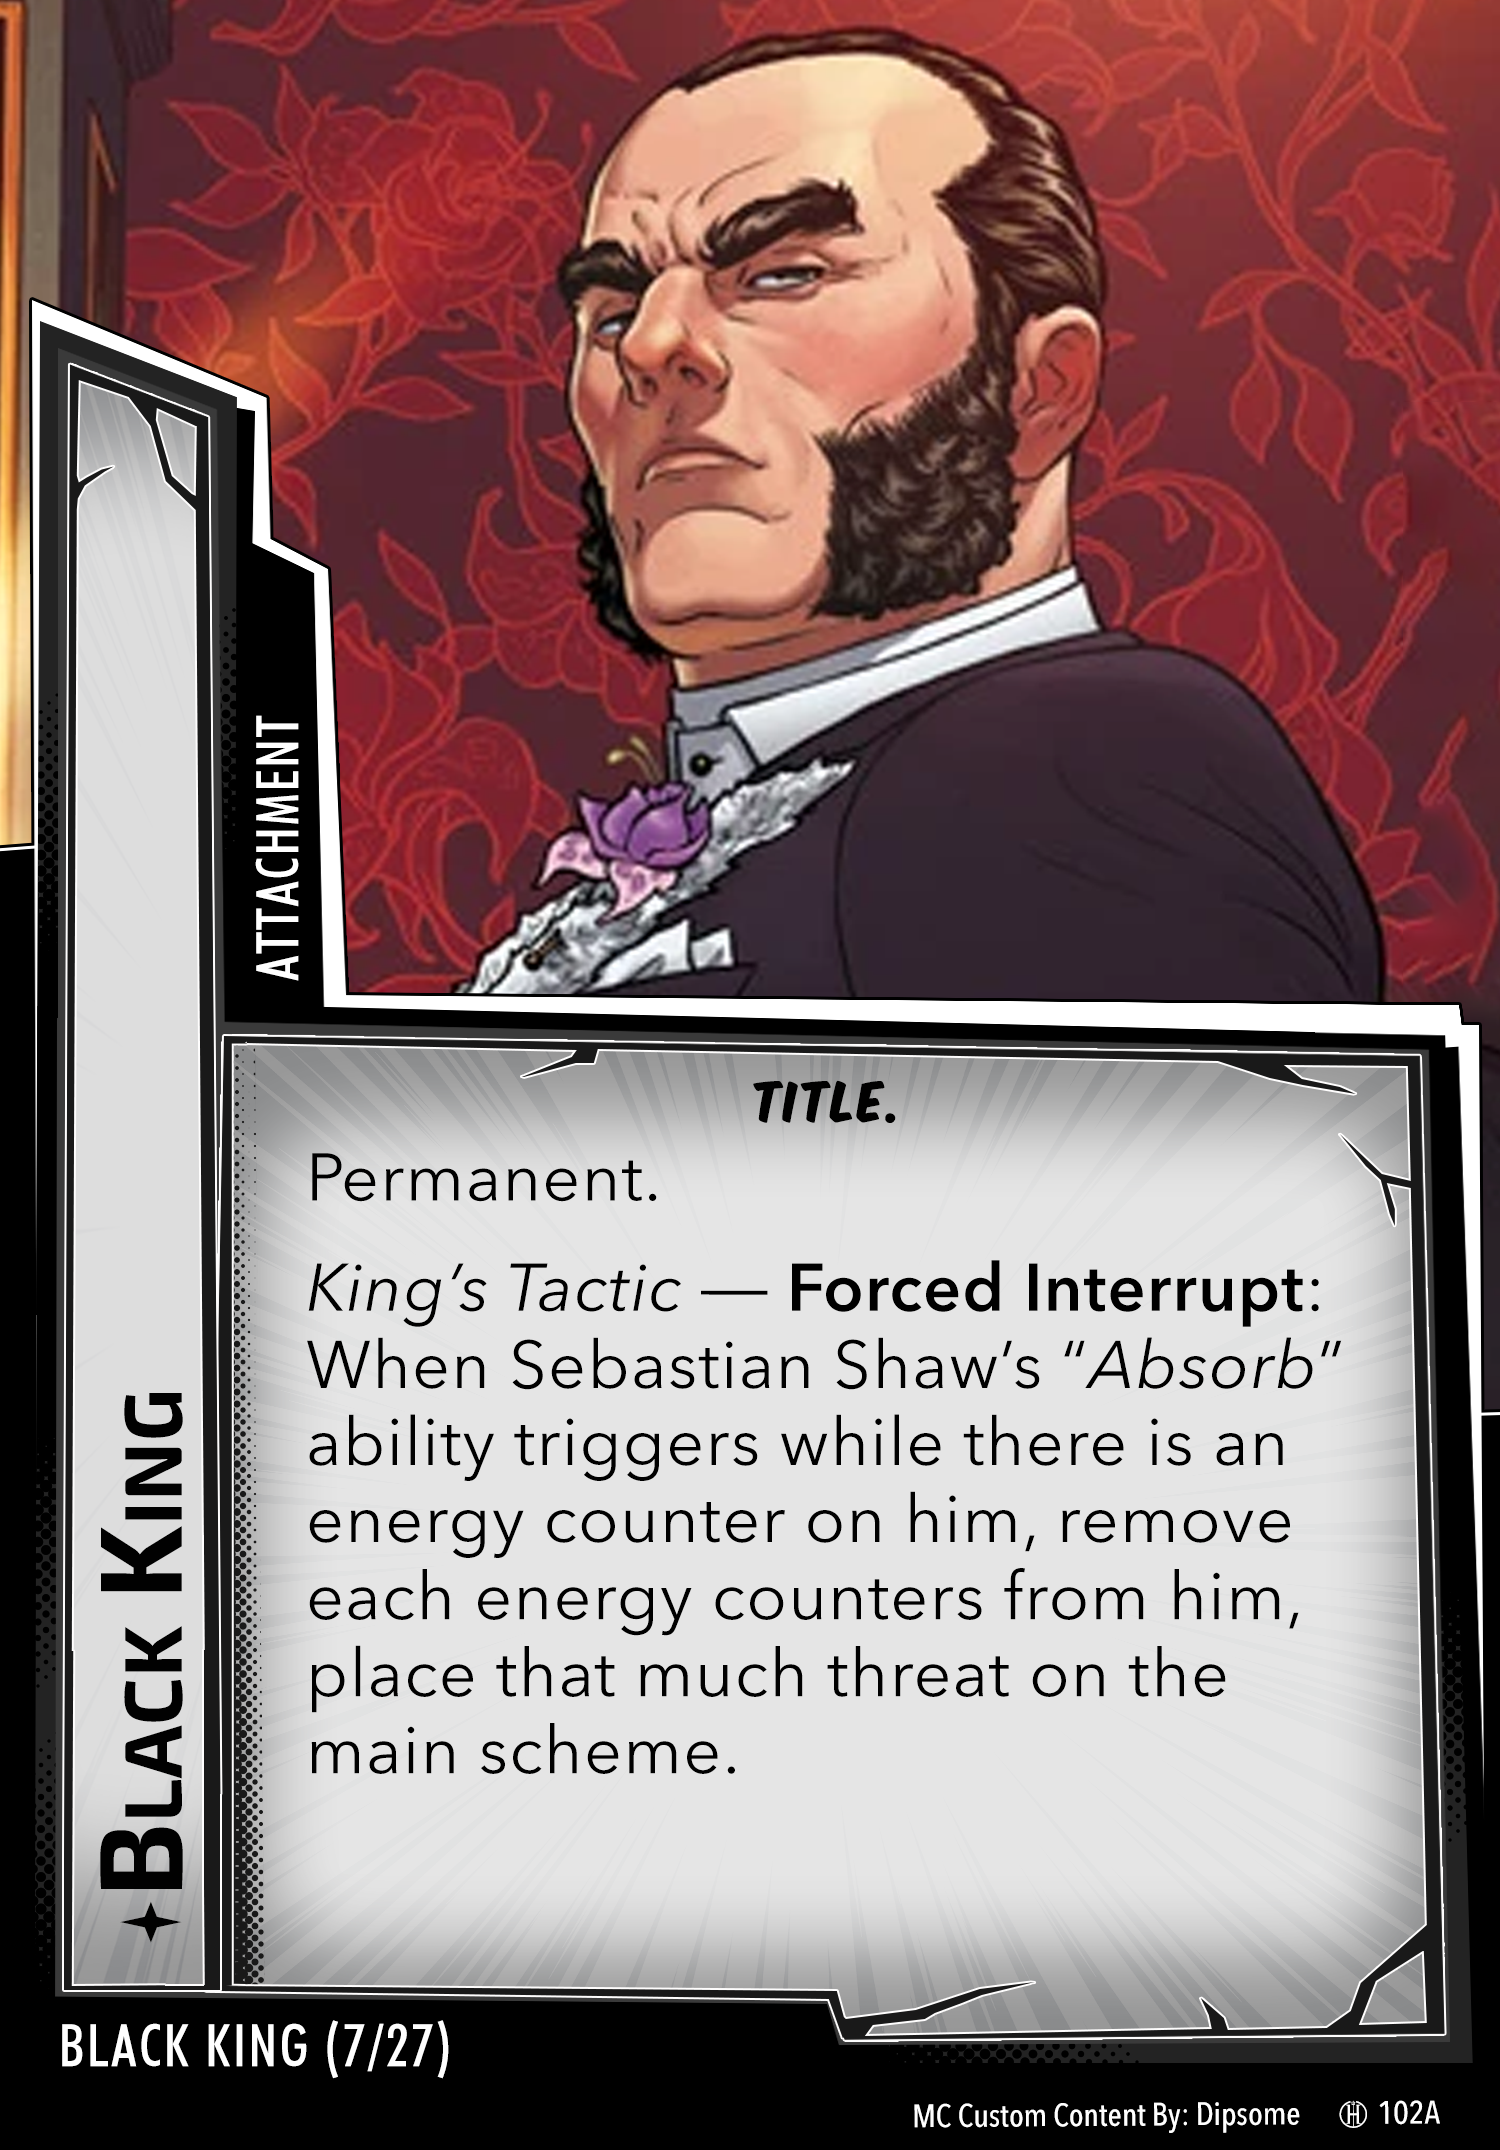 ATTACHMENT
BLACK KING
TITLE.
Permanent.
King's Tactic — Forced Interrupt:
When Sebastian Shaw's "Absorb"
ability triggers while there is an
energy counter on him, remove
each energy counters from him,
place that much threat on the
main scheme.
BLACK KING (7/27)
MC Custom Content By: Dipsome H 102A